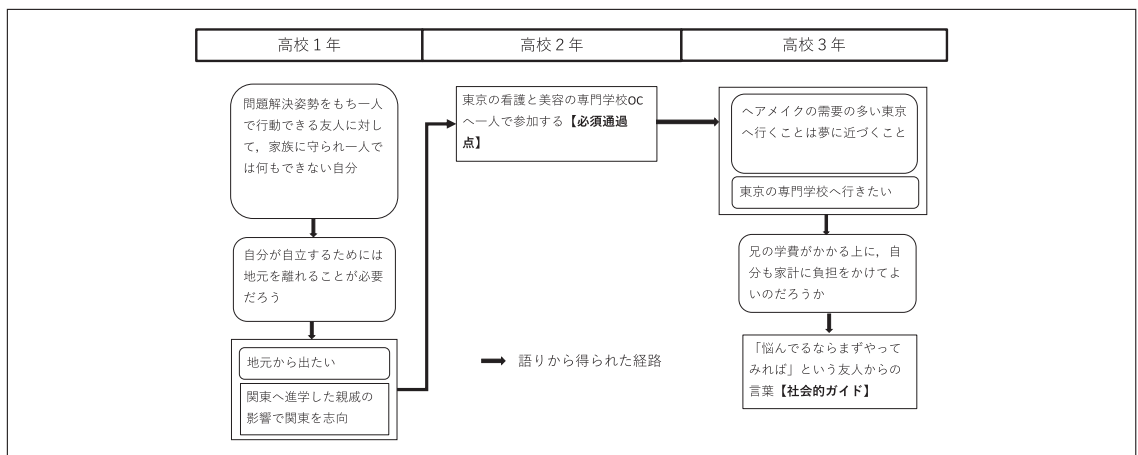 高校1年
高校2年
高校3年
問題解決姿勢をもち一人
で行動できる友人に対し
て，家族に守られ一人で
は何もできない自分
自分が自立するためには
地元を離れることが必要
だろう
地元から出たい
関東へ進学した親戚の
影響で関東を志向
東京の看護と美容の専門学校OC
へ一人で参加する【必須通過
点】
ヘアメイクの需要の多い東京
へ行くことは夢に近づくこと
東京の専門学校へ行きたい
兄の学費がかかる上に，自
分も家計に負担をかけてよ
いのだろうか
「悩んでるならまずやって
みれば」という友人からの
言葉【社会的ガイド】
語りから得られた経路